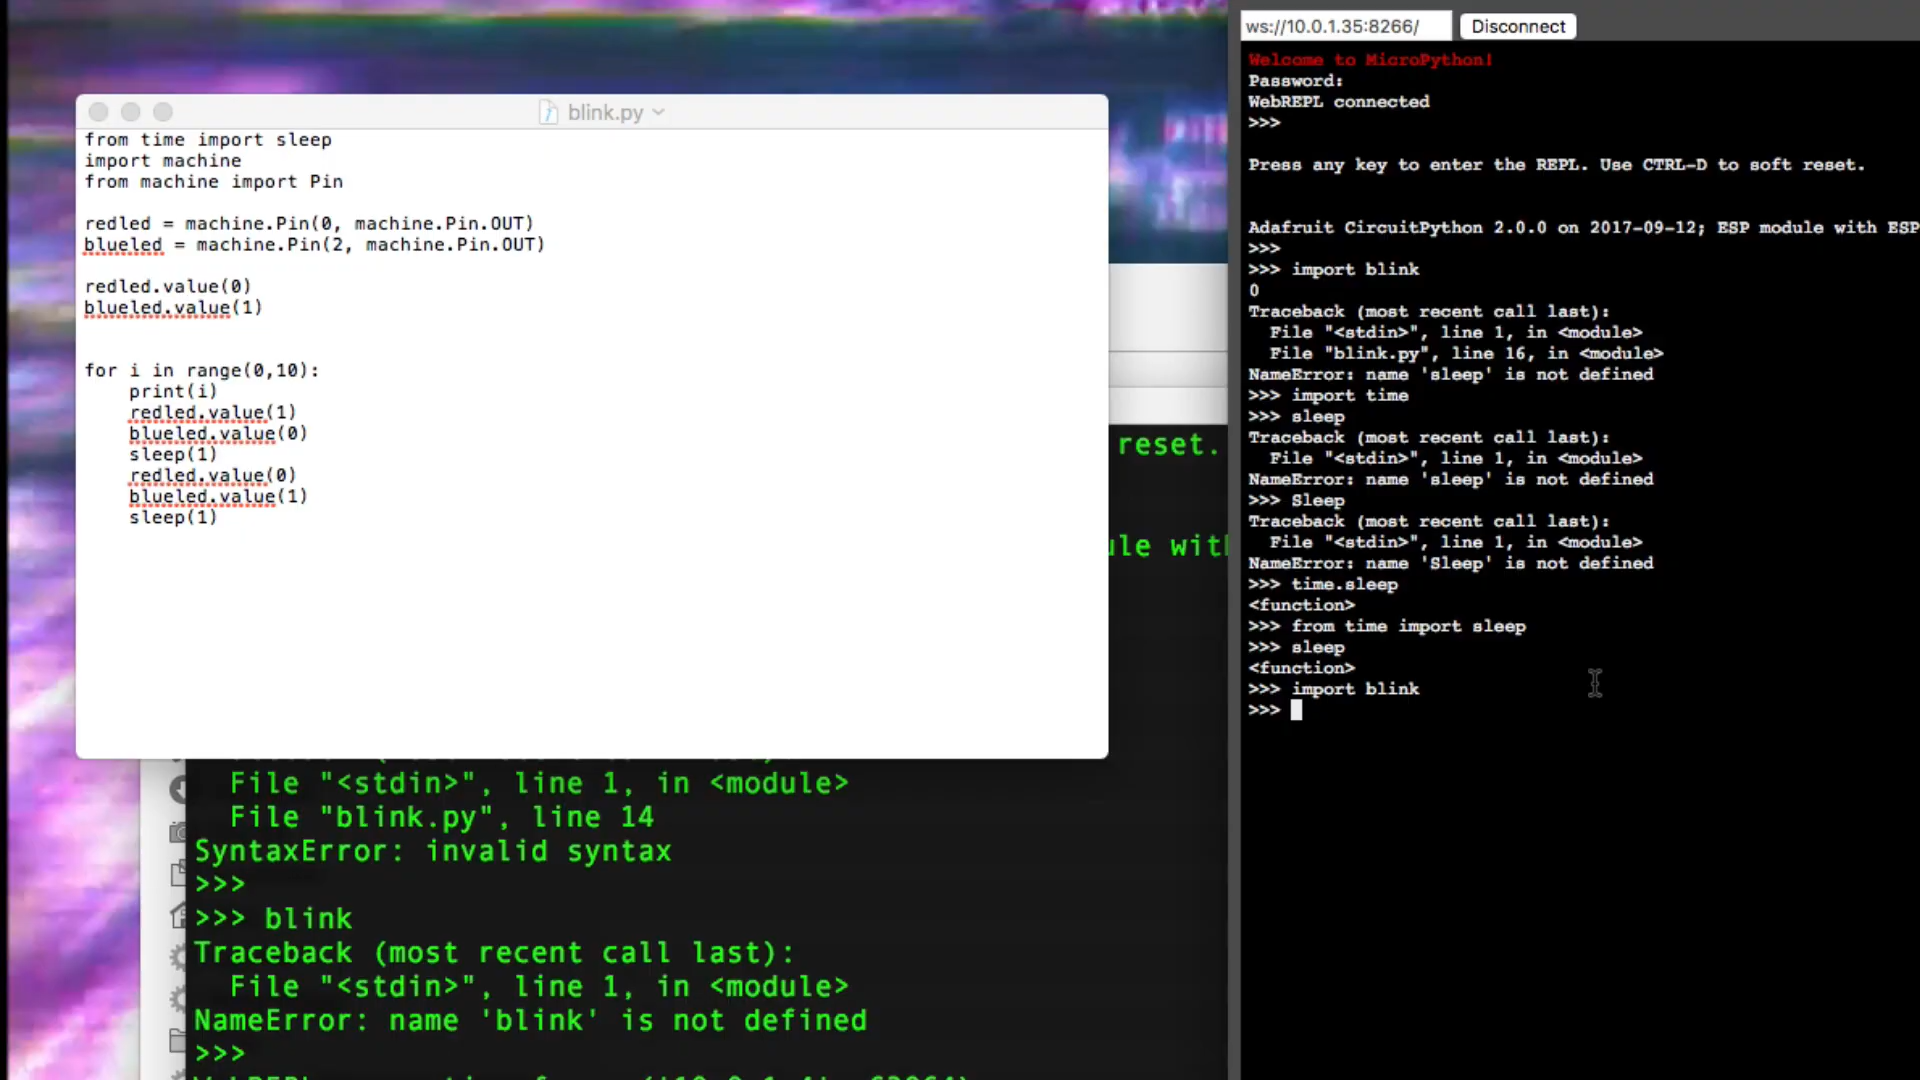 blink.py
from time import sleep
import machine
from machine import Pin
redled = machine.Pin(0, machine.Pin.OUT)
blueled = machine.Pin(2, machine.Pin.OUT)
redled.value(0)
blueled.value(1)
for i in range(0,10):
print(i)
redled.value(1)
blueled.value(0)
sleep(1)
redled.value(0)
blueled.value(1)
sleep(1)
reset.
File "<stdin>", line 1, in <module>
File "blink.py", line 14
SyntaxError: invalid syntax
>>>
>>> blink
Traceback (most recent call last):
File "<stdin>", line 1, in <module>
NameError: name 'blink' is not defined
>>>
ws://10.0.1.35:8266/
Disconnect
Welcome to MicroPython!
Password:
WebREPL connected
>>>
Press any key to enter the REPL. Use CTRL-D to soft reset.
Adafruit CircuitPython 2.0.0 on 2017-09-12; ESP module with ESP
>>>
>>> import blink
0
Traceback (most recent call last):
File "<stdin>", line 1, in <module>
File "blink.py", line 16, in <module>
NameError: name 'sleep' is not defined
>>> import time
>>> sleep
Traceback (most recent call last):
File "<stdin>", line 1, in <module>
NameError: name 'sleep' is not defined
>>> Sleep
Traceback (most recent call last):
File "<stdin>", line 1, in <module>
NameError: name 'Sleep' is not defined
>>> time.sleep
<function>
>>> from time import sleep
>>> sleep
<function>
>>> import blink
>>>